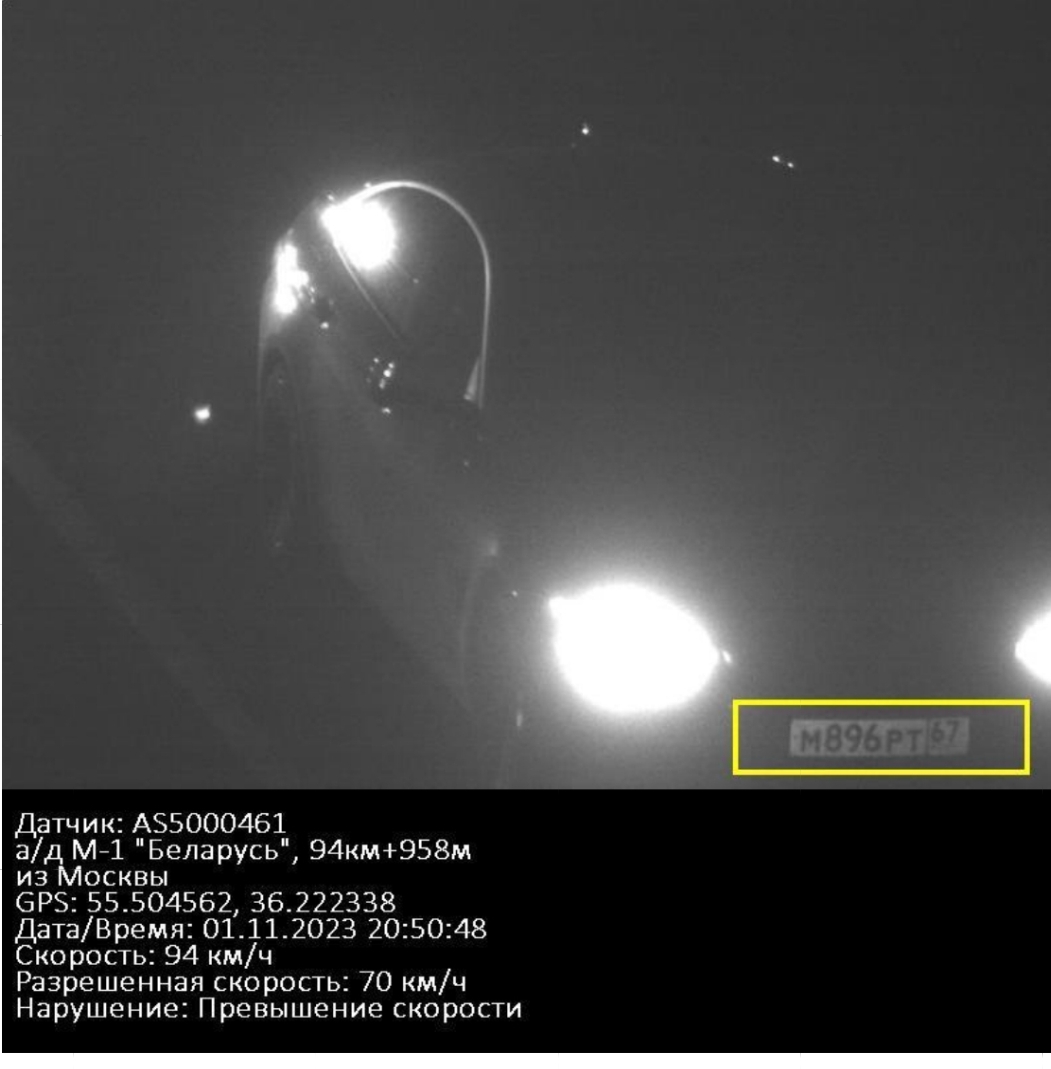 М896РТ 67
Датчик: AS5000461
а/д М-1 "Беларусь", 94км+958м
из Москвы
GPS: 55.504562, 36.222338
Дата/Время: 01.11.2023 20:50:48
Скорость: 94 км/ч
Разрешенная скорость: 70 км/ч
Нарушение: Превышение скорости